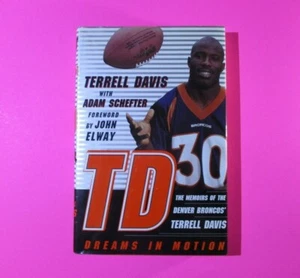 TERRELL DAVIS
WITH
ADAM SCHEFTER
FOREWORD
BY JOHN
ELWAY
30
TD
THE MEMOIRS OF THE
DENVER BRONCOS'
TERRELL DAVIS
DREAMS IN MOTION